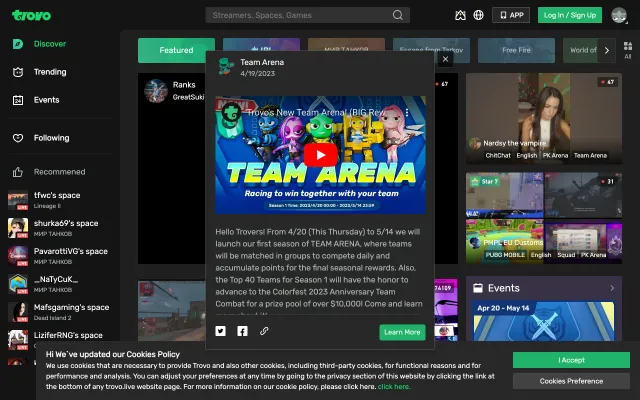 trovo
Streamers, Spaces, Games
APP
Log In / Sign Up
Discover
Trending
Events
Following
Recommened
tfwc's space
Lineage II
LIVE
shurka69's space
МИР ТАНКОВ
LIVE
PavarottiVG's space
МИР ТАНКОВ
LIVE
_NaTyCuK_
МИР ТАНКОВ
LIVE
Mafsgaming's space
Dead Island 2
LIVE
LiziferRNG's space
МИР ТАНКОВ
LIVE
Featured
МИР ТАНКОВ
Escape from Tarkov
Free Fire
World of
All
Ranks
GreatSuki
67
Team Arena
4/19/2023
Trovo's New Team Arena! (BIG Rew
TEAM ARENA
Racing to win together with your team
Season 1 Time: 2023/4/20 00:00 - 2023/5/14 23:59
Hello Trovers! From 4/20 (This Thursday) to 5/14 we will
launch our first season of TEAM ARENA, where teams
will be matched in groups to compete daily and
accumulate points for the final seasonal rewards. Also,
the Top 40 Teams for Season 1 will have the honor to
advance to the Colorfest 2023 Anniversary Team
Combat for a prize pool of over $10,000! Come and learn
Learn More
67
Nardsy the vampire
ChitChat
English
PK Arena
Team Arena
Star 7
31
PMPL EU Customs
PUBG MOBILE
English
Squad
PK Arena
Events
Apr 20 - May 14
Hi We've updated our Cookies Policy
We use cookies that are necessary to provide Trovo and also other cookies, including third-party cookies, for functional reasons and for
performance and analysis. You can adjust your preferences at any time by going to the privacy section of this website by clicking the link at
the bottom of any trovo.live website page. For more information on our cookie policy, please click here. click here.
I Accept
Cookies Preference